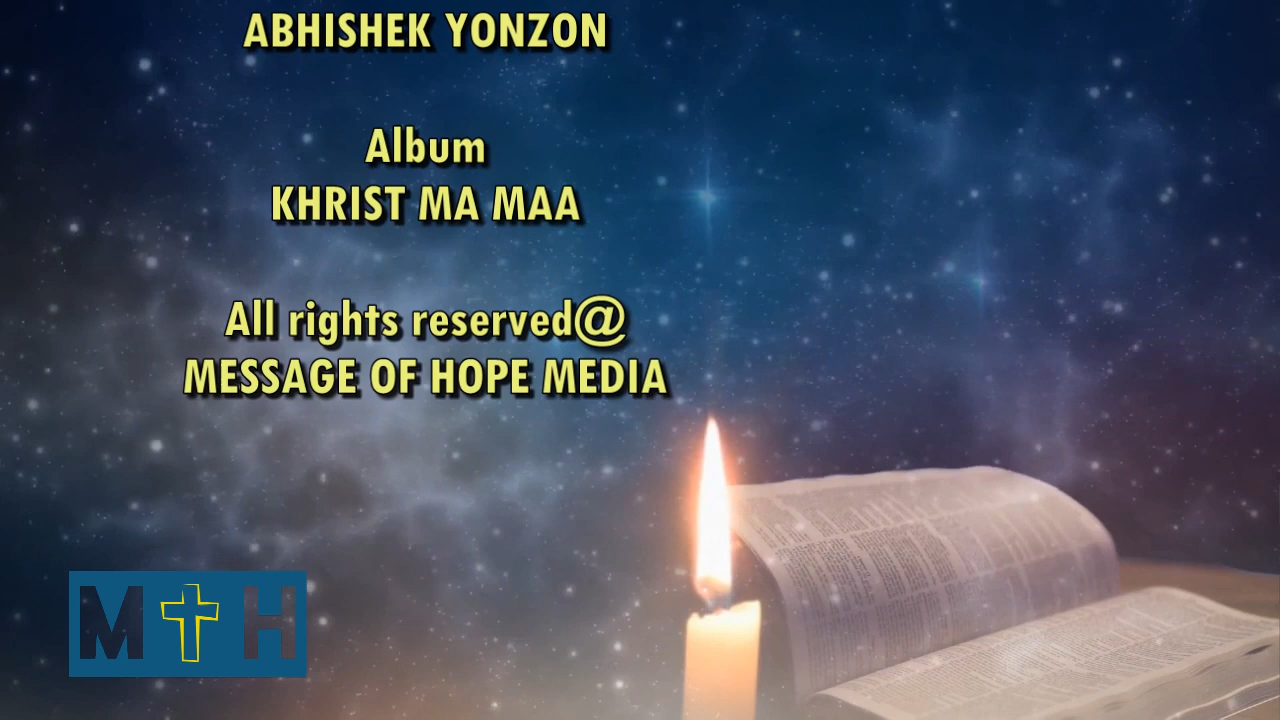 ABHISHEK YONZON
Album
KHRIST MA MAA
All rights reserved@
MESSAGE OF HOPE MEDIA
M H